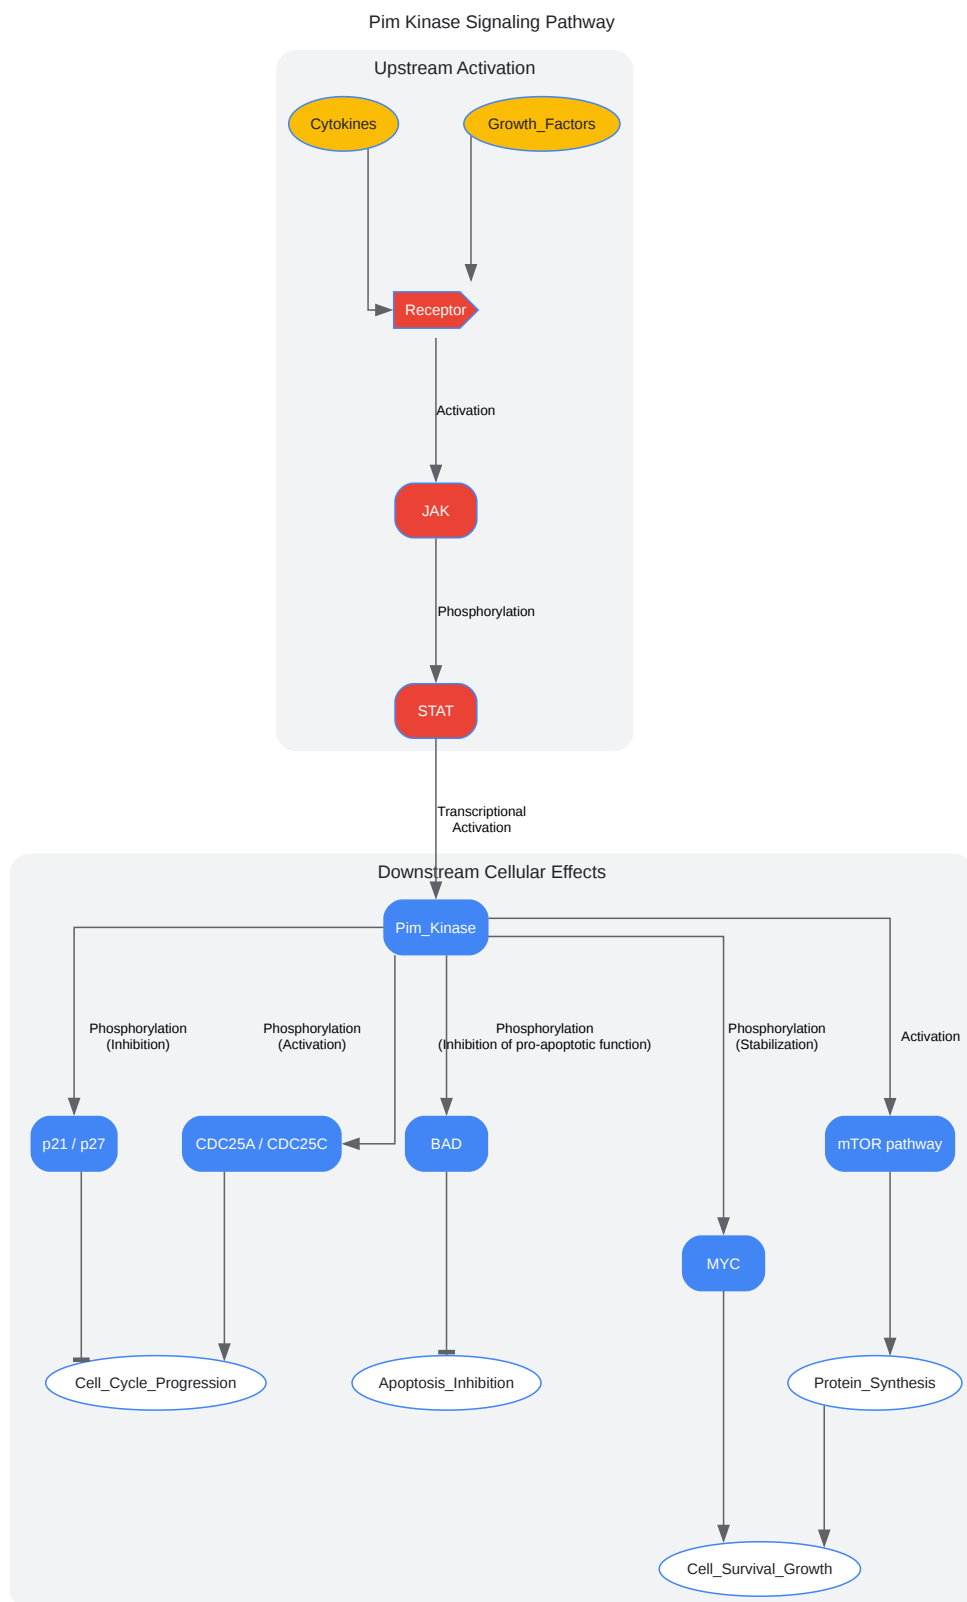 Pim Kinase Signaling Pathway
Upstream Activation
Cytokines
Growth_Factors
Receptor
Activation
JAK
Phosphorylation
STAT
Transcriptional
Activation
Downstream Cellular Effects
Pim_Kinase
Phosphorylation
(Inhibition)
Phosphorylation
(Activation)
Phosphorylation
(Inhibition of pro-apoptotic function)
Phosphorylation
(Stabilization)
Activation
p21 / p27
CDC25A / CDC25C
BAD
mTOR pathway
MYC
Cell_Cycle_Progression
Apoptosis_Inhibition
Protein_Synthesis
Cell_Survival_Growth